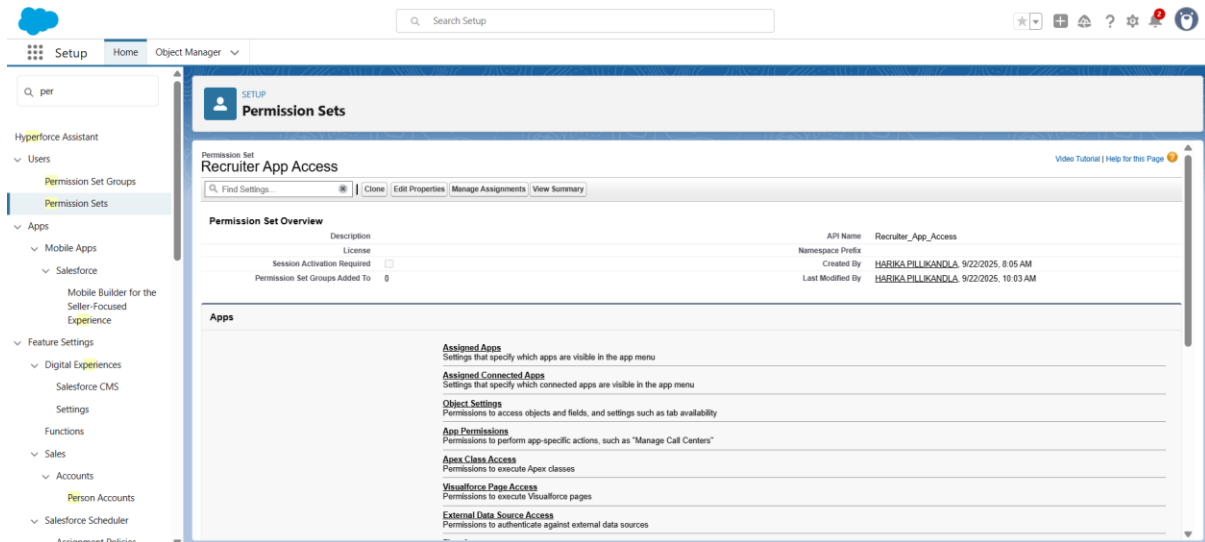 Search Setup
2
Setup
Home
Object Manager
per
Hyperforce Assistant
Users
Permission Set Groups
Permission Sets
Apps
Mobile Apps
Salesforce
Mobile Builder for the
Seller-Focused
Experience
Feature Settings
Digital Experiences
Salesforce CMS
Settings
Functions
Sales
Accounts
Person Accounts
Salesforce Scheduler
Assignment Policies
SETUP
Permission Sets
Permission Set
Recruiter App Access
Video Tutorial | Help for this Page
Find Settings...
Clone
Edit Properties
Manage Assignments
View Summary
Permission Set Overview
Description
API Name Recruiter_App_Access
License
Namespace Prefix
Session Activation Required
Created By HARIKA PILLIKANDLA, 9/22/2025, 8:05 AM
Permission Set Groups Added To 0
Last Modified By HARIKA PILLIKANDLA, 9/22/2025, 10:03 AM
Apps
Assigned Apps
Settings that specify which apps are visible in the app menu
Assigned Connected Apps
Settings that specify which connected apps are visible in the app menu
Object Settings
Permissions to access objects and fields, and settings such as tab availability
App Permissions
Permissions to perform app-specific actions, such as "Manage Call Centers"
Apex Class Access
Permissions to execute Apex classes
Visualforce Page Access
Permissions to execute Visualforce pages
External Data Source Access
Permissions to authenticate against external data sources